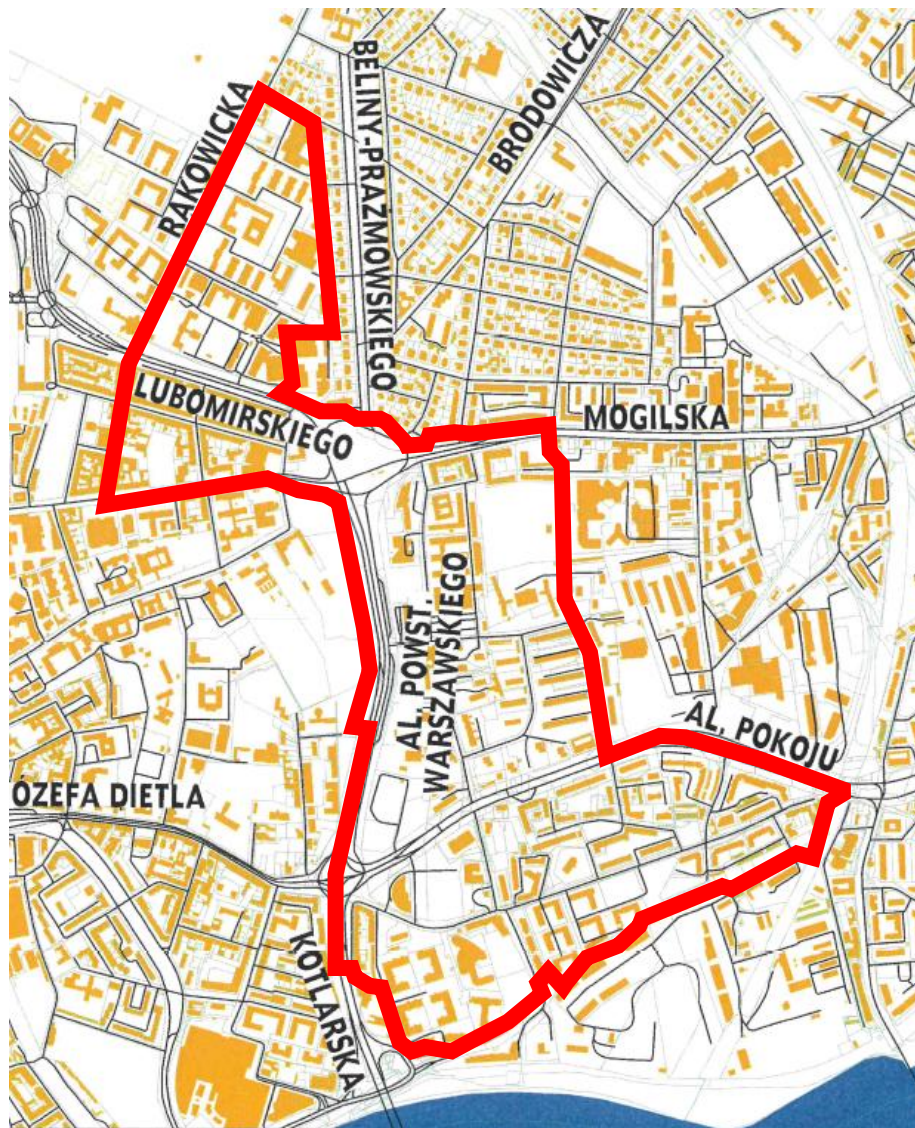 RAKOWICKA
BELINY-PRAŻMOWSKIEGO
BRODOWICZA
LUBOMIRSKIEGO
MOGILSKA
AL. POWST.
WARSZAWSKIEGO
AL. POKOJU
ÓZEFA DIETLA
KOTLARSKA